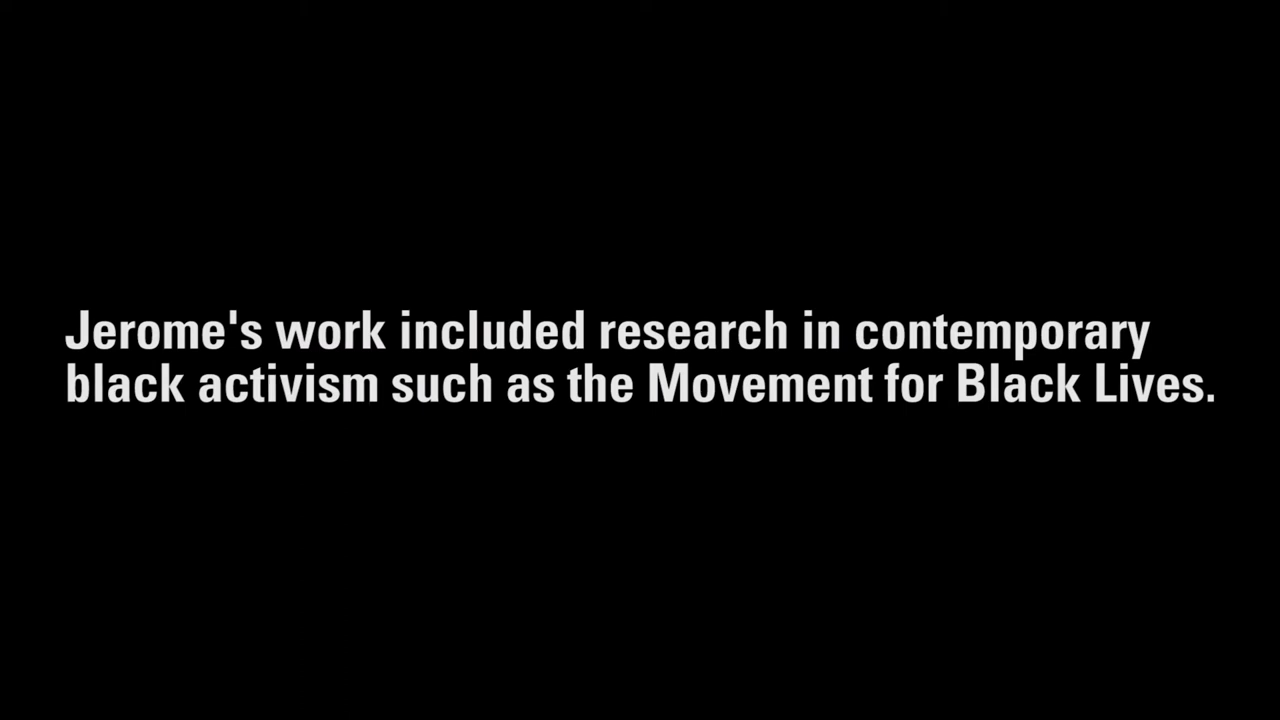 Jerome's work included research in contemporary
black activism such as the Movement for Black Lives.